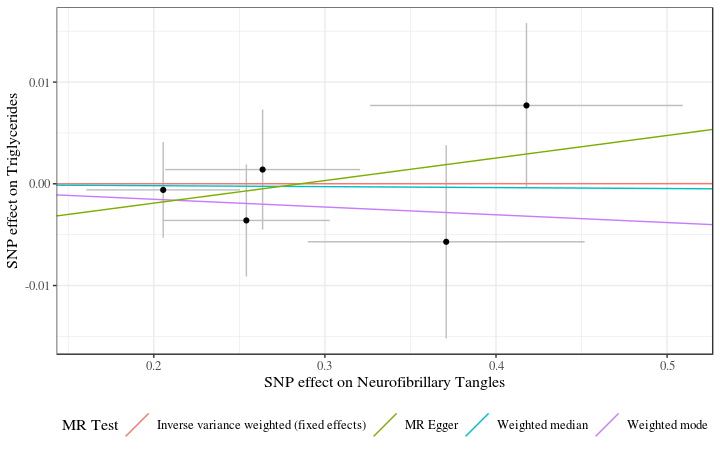 SNP effect on Triglycerides
0.01
0.00
-0.01
0.2 0.3 0.4 0.5
SNP effect on Neurofibrillary Tangles
MR Test Inverse variance weighted (fixed effects) MR Egger Weighted median Weighted mode